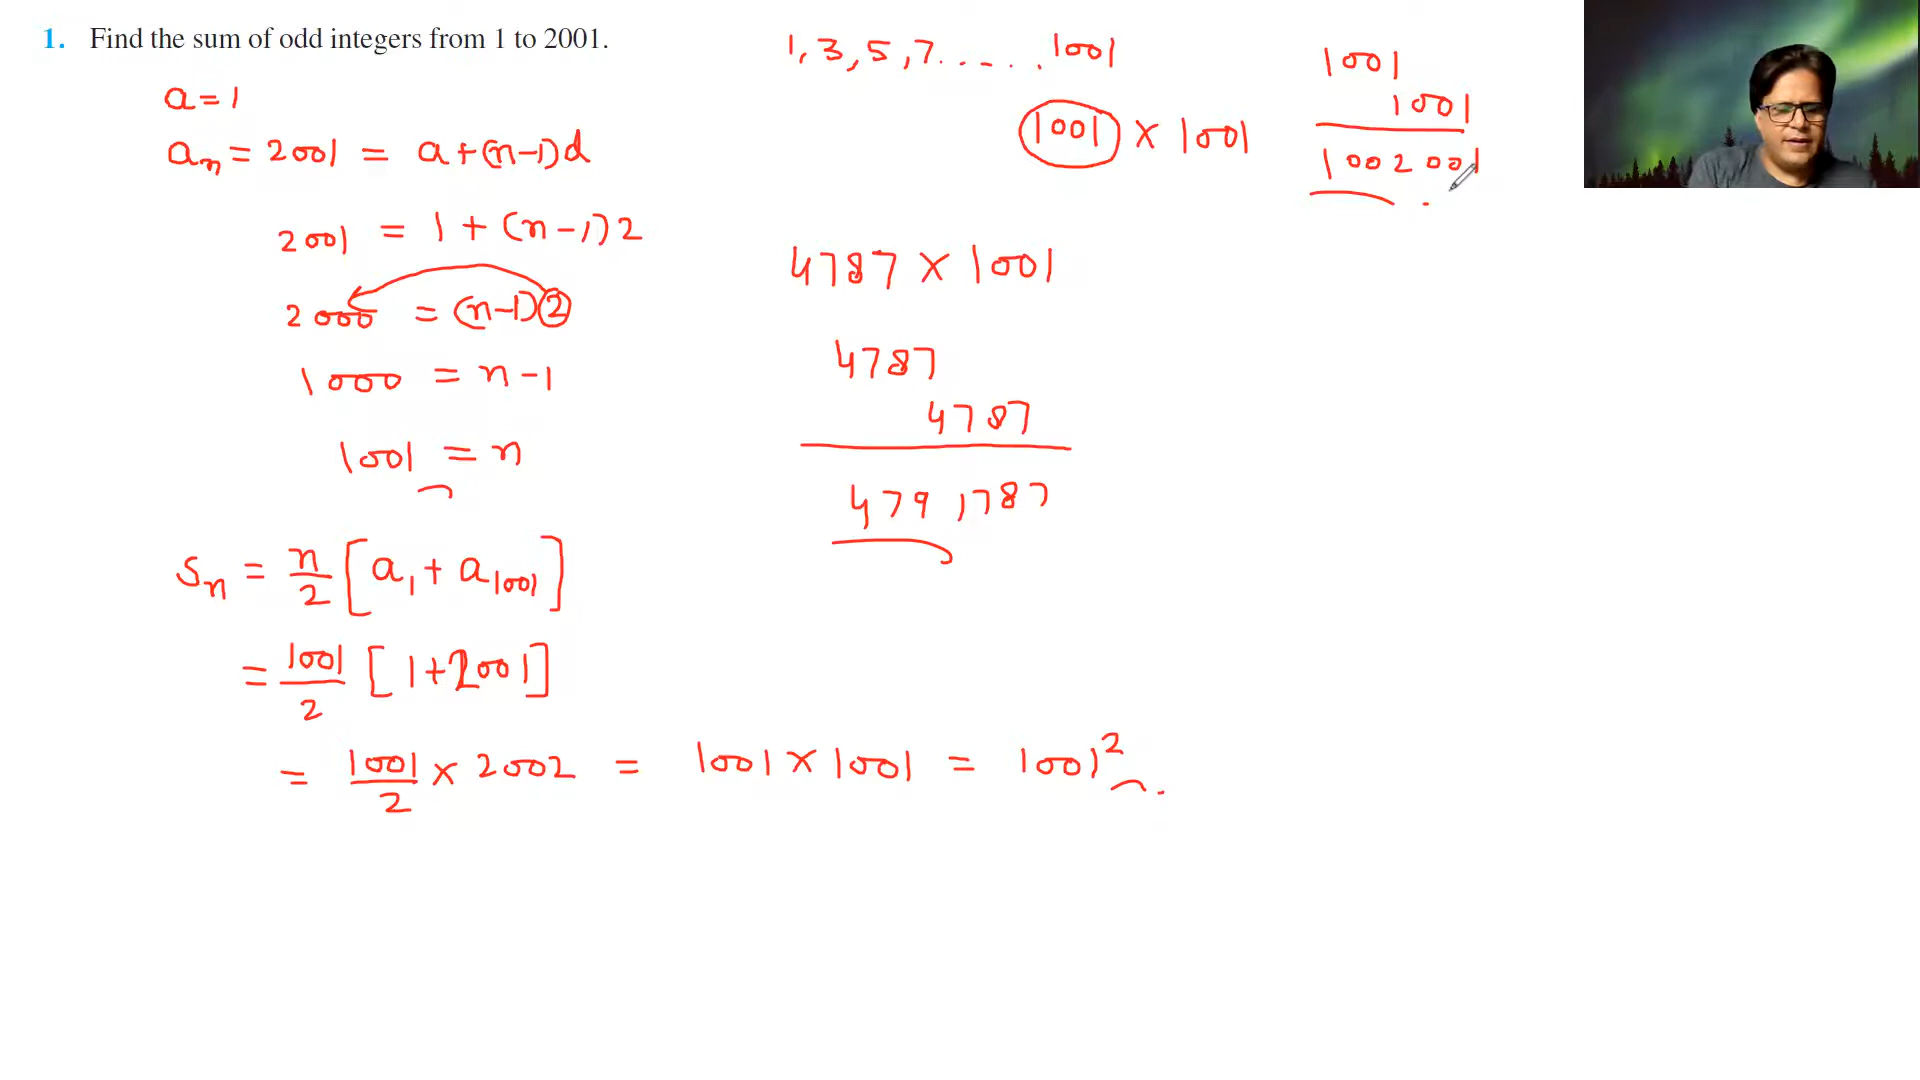 1. Find the sum of odd integers from 1 to 2001.
a = 1
aₙ = 2001 = a + (n-1)d
2001 = 1 + (n-1)2
2000 = (n-1)2
1000 = n-1
1001 = n
Sₙ = n/2 [a₁ + a₁₀₀₁]
= 1001/2 [1+2001]
= 1001/2 × 2002 = 1001 × 1001 = 1001².
1, 3, 5, 7 . . - . . . 1001
1001 × 1001
4787 × 1001
4787
4787
4791787
1001
1001
1002001